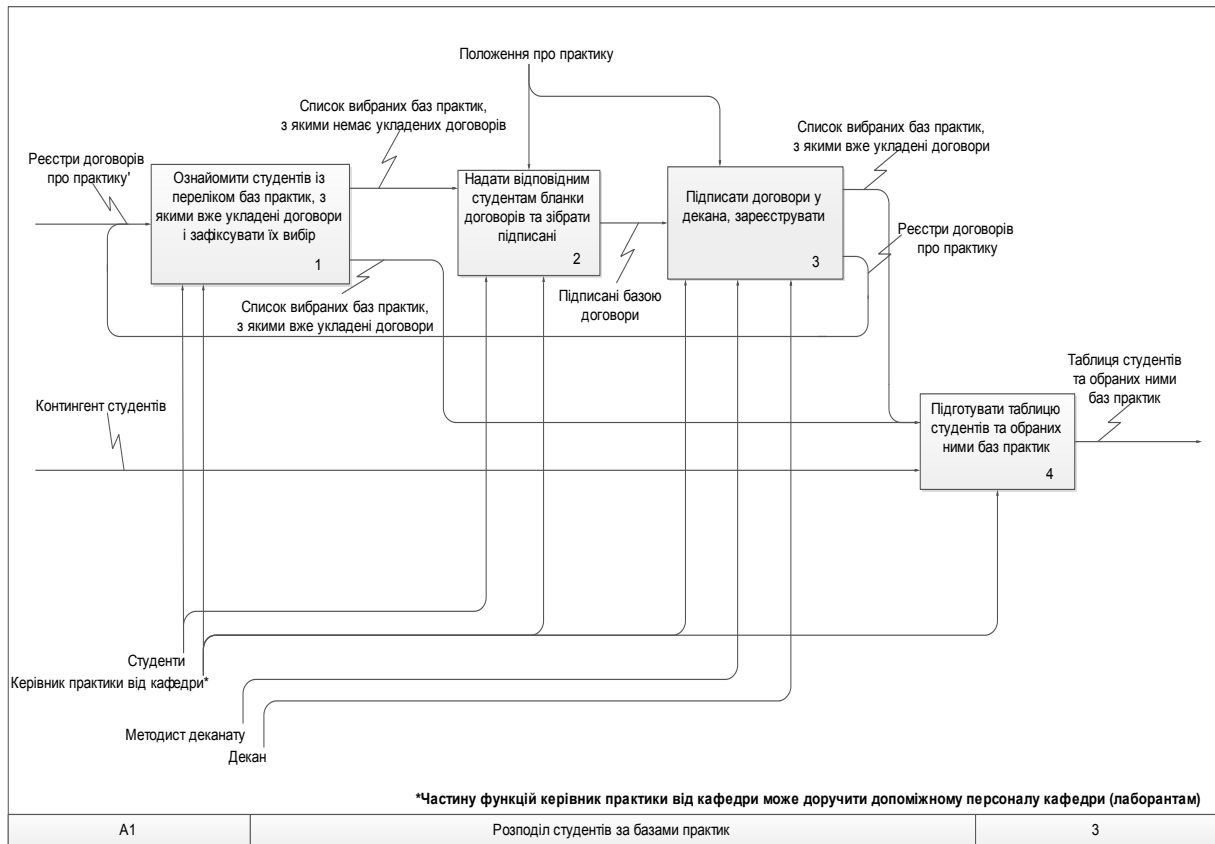 Положення про практику
Список вибраних баз практик,
з якими немає укладених договорів
Список вибраних баз практик,
з якими вже укладені договори
Реєстри договорів
про практику'
Ознайомити студентів із
переліком баз практик, з
якими вже укладені договори
і зафіксувати їх вибір
1
Надати відповідним
студентам бланки
договорів та зібрати
підписані
2
Підписати договори у
декана, зареєструвати
3
Реєстри договорів
про практику
Список вибраних баз практик,
з якими вже укладені договори
Підписані базою
договори
Контингент студентів
Підготувати таблицю
студентів та обраних
ними баз практик
4
Таблиця студентів
та обраних ними
баз практик
Студенти
Керівник практики від кафедри*
Методист деканату
Декан
*Частину функцій керівник практики від кафедри може доручити допоміжному персоналу кафедри (лаборантам)
А1
Розподіл студентів за базами практик
3